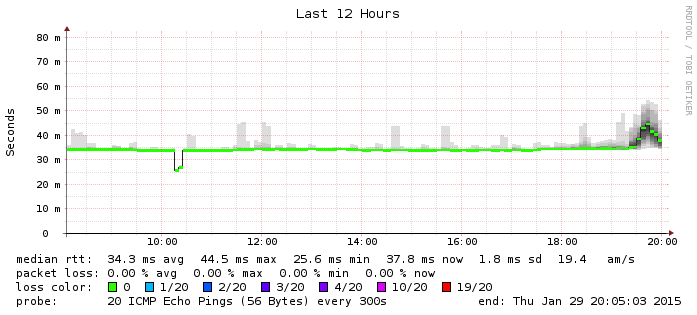 Last 12 Hours
RRDTOOL / TOBI OETIKER
Seconds
80 m
70 m
60 m
50 m
40 m
30 m
20 m
10 m
0
10:00 12:00 14:00 16:00 18:00 20:00
median rtt: 34.3 ms avg 44.5 ms max 25.6 ms min 37.8 ms now 1.8 ms sd 19.4 am/s
packet loss: 0.00 % avg 0.00 % max 0.00 % min 0.00 % now
loss color: 0 1/20 2/20 3/20 4/20 10/20 19/20
probe: 20 ICMP Echo Pings (56 Bytes) every 300s end: Thu Jan 29 20:05:03 2015